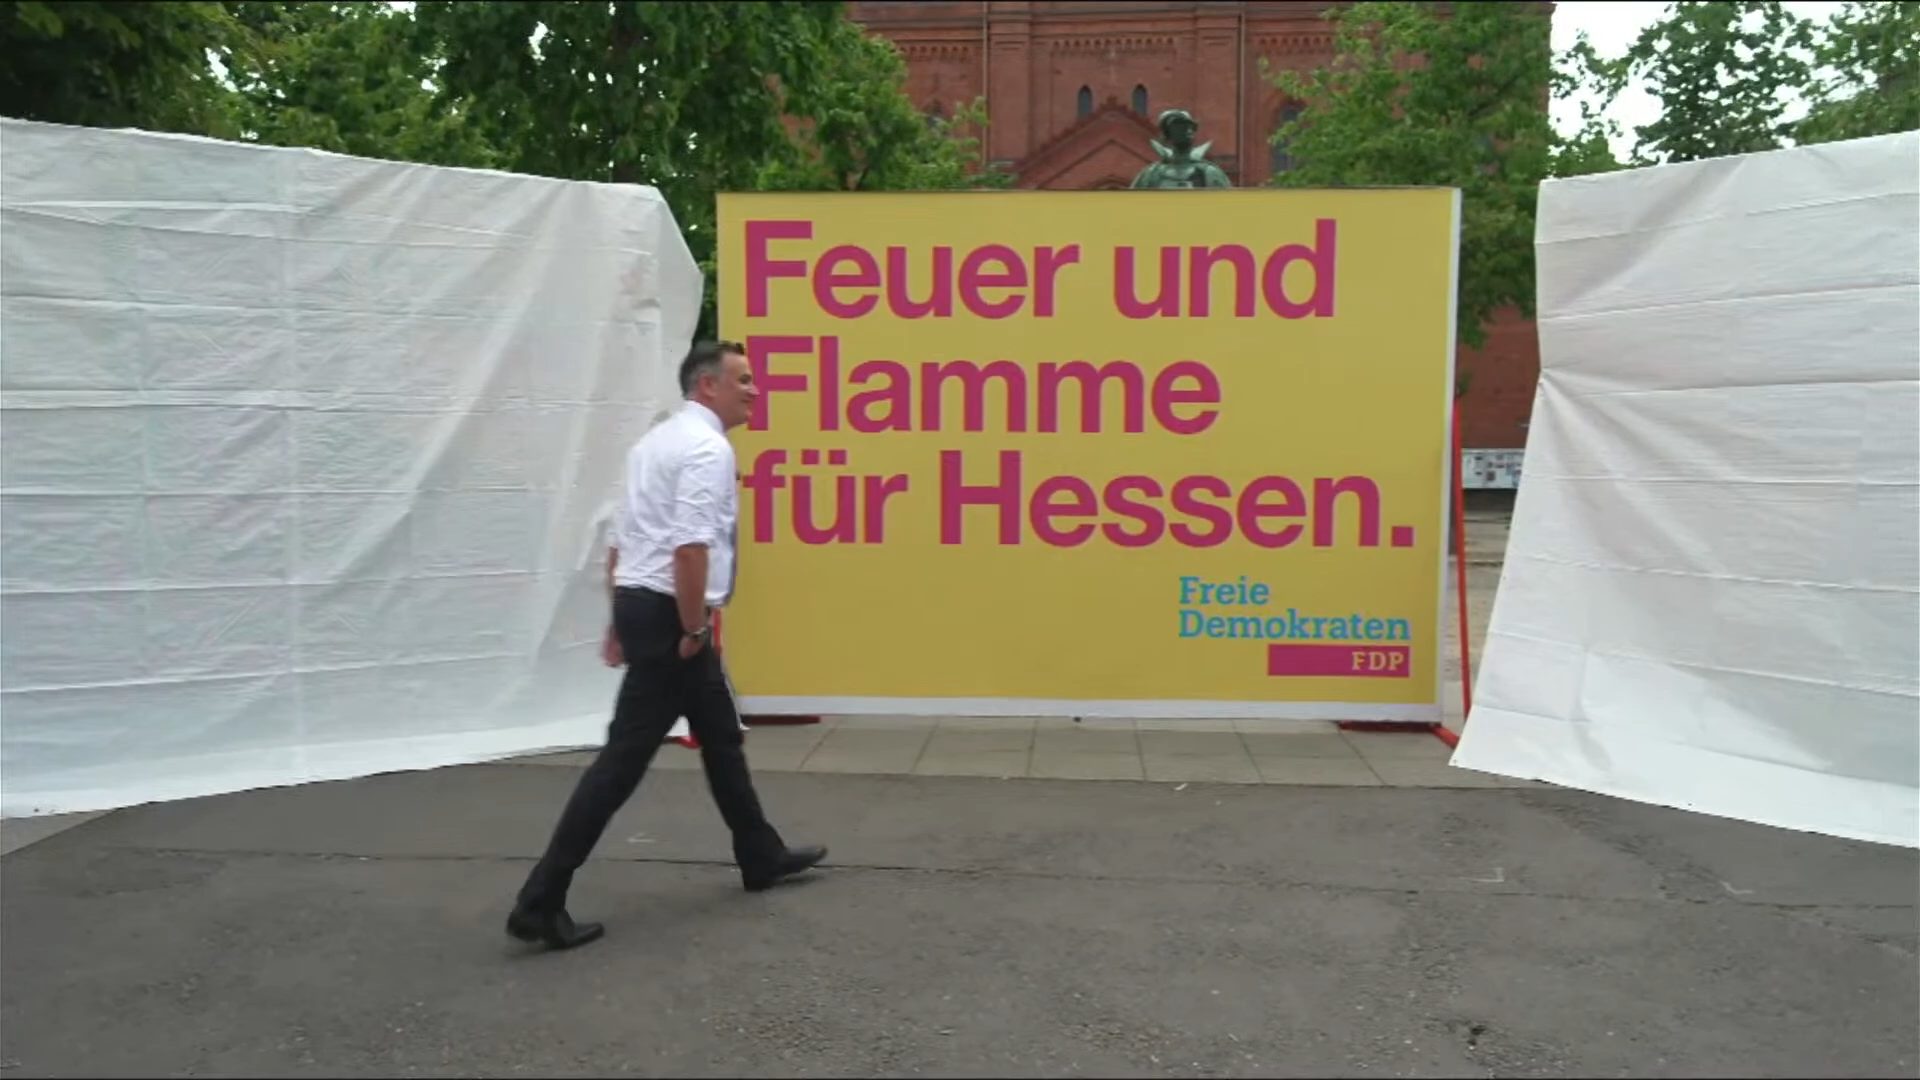 Feuer und
Flamme
für Hessen.
Freie
Demokraten
FDP